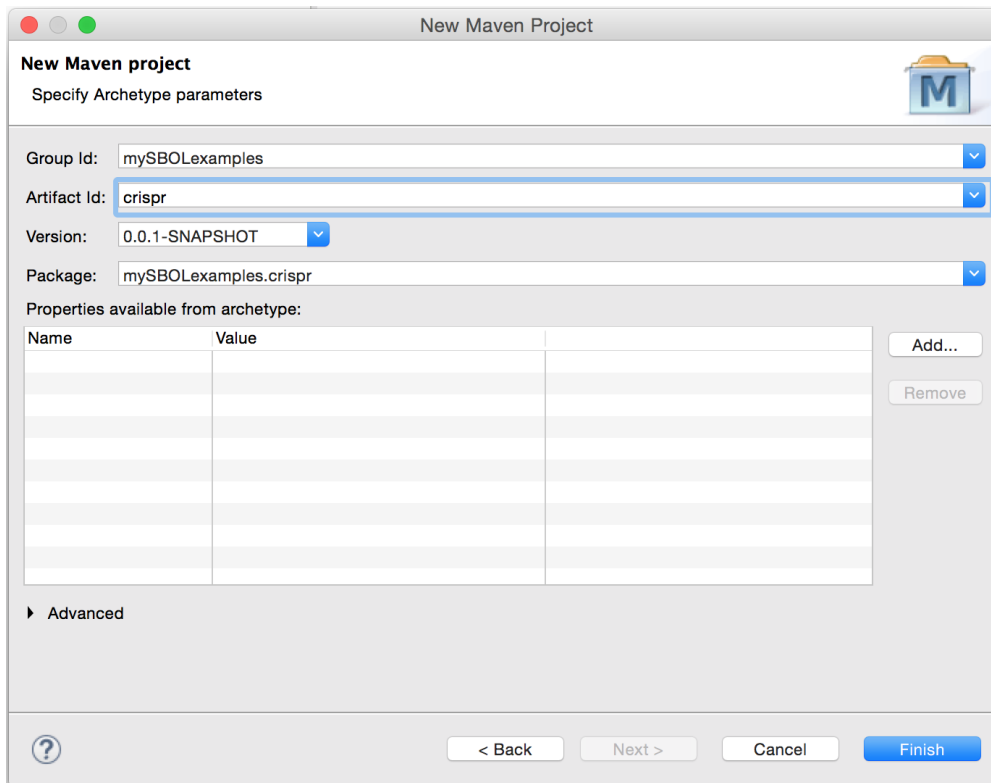 New Maven Project
New Maven project
Specify Archetype parameters
M
Group Id: mySBOLexamples
Artifact Id: crispr
Version: 0.0.1-SNAPSHOT
Package: mySBOLexamples.crispr
Properties available from archetype:
Name Value
Add...
Remove
Advanced
? < Back Next > Cancel Finish